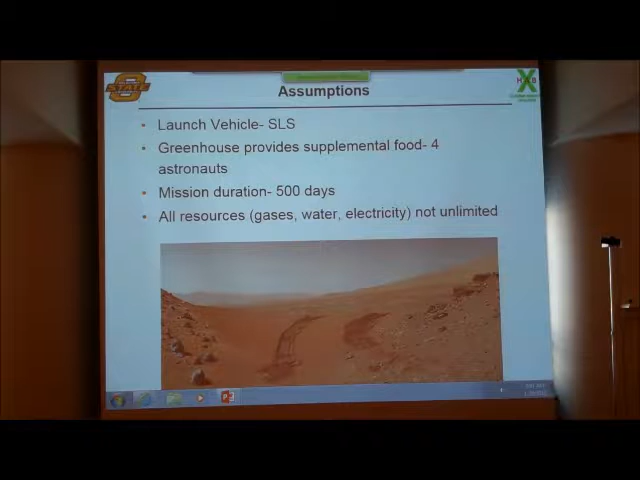 Assumptions
STATE
• Launch Vehicle- SLS
• Greenhouse provides supplemental food- 4
astronauts
• Mission duration- 500 days
• All resources (gases, water, electricity) not unlimited